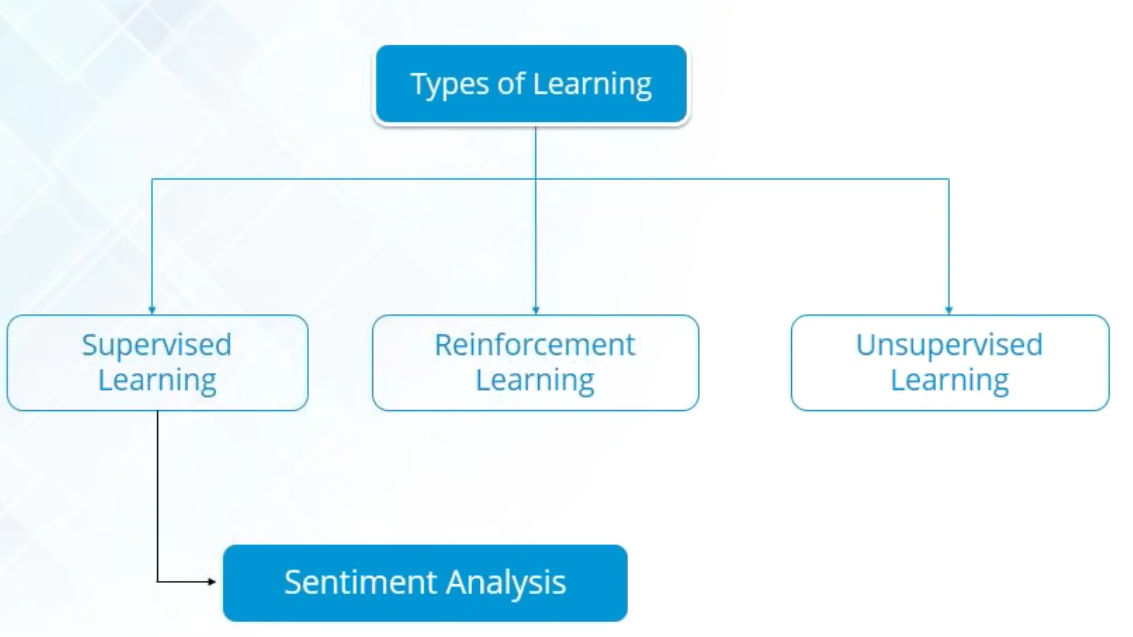 Types of Learning
Supervised
Learning
Reinforcement
Learning
Unsupervised
Learning
Sentiment Analysis